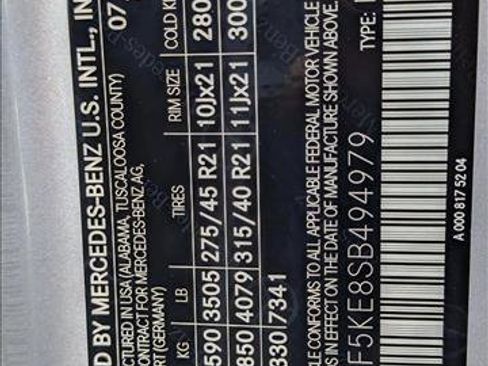 D BY MERCEDES-BENZ U.S. INTL., IN
07
CTURED IN USA (ALABAMA, TUSCALOOSA COUNTY)
CONTRACT FOR MERCEDES-BENZ AG,
RT (GERMANY)
KG LB TIRES RIM SIZE COLD
590 3505 275/45 R21 10Jx21 280
850 4079 315/40 R21 11Jx21 300
330 7341
CLE CONFORMS TO ALL APPLICABLE FEDERAL MOTOR VEHICLE
IN EFFECT ON THE DATE OF MANUFACTURE SHOWN ABOVE.
F5KE8SB494979 TYPE:
A 000 817 52 04